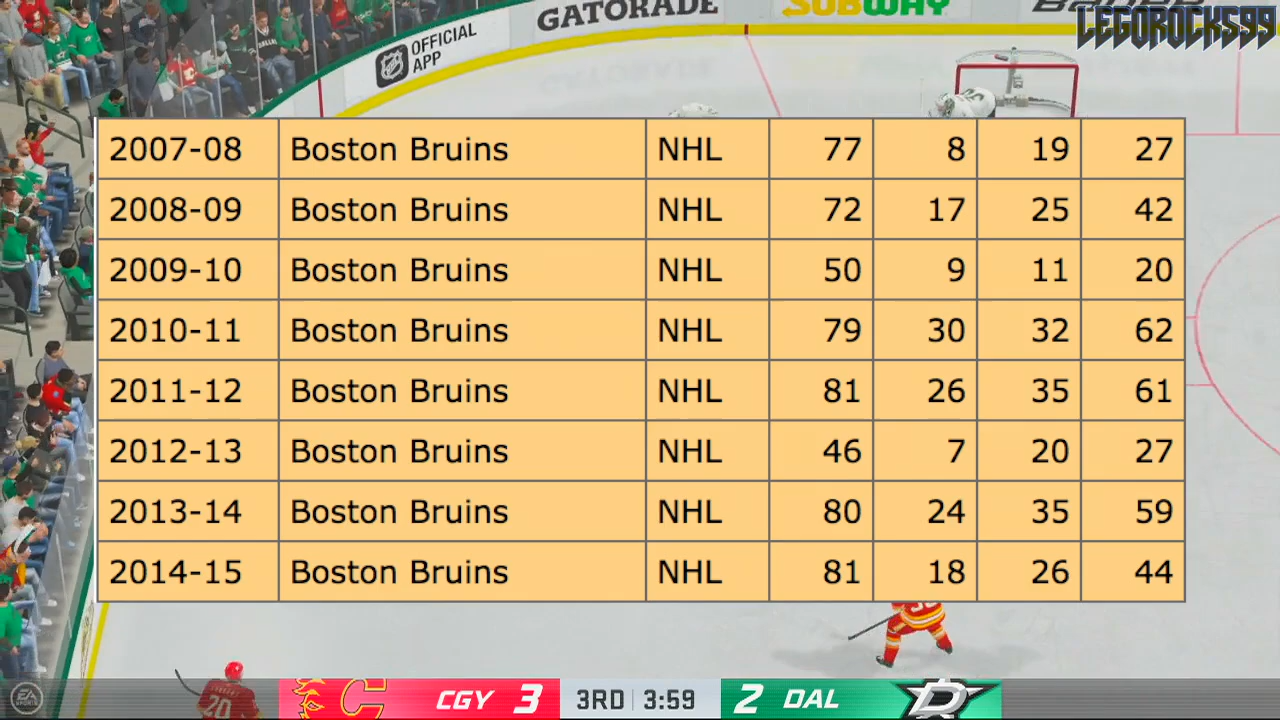 GATORADE
SUBWAY
LEGOROCKS99
OFFICIAL
APP
2007-08 Boston Bruins NHL 77 8 19 27
2008-09 Boston Bruins NHL 72 17 25 42
2009-10 Boston Bruins NHL 50 9 11 20
2010-11 Boston Bruins NHL 79 30 32 62
2011-12 Boston Bruins NHL 81 26 35 61
2012-13 Boston Bruins NHL 46 7 20 27
2013-14 Boston Bruins NHL 80 24 35 59
2014-15 Boston Bruins NHL 81 18 26 44
20
CGY 3 3RD 3:59 2 DAL